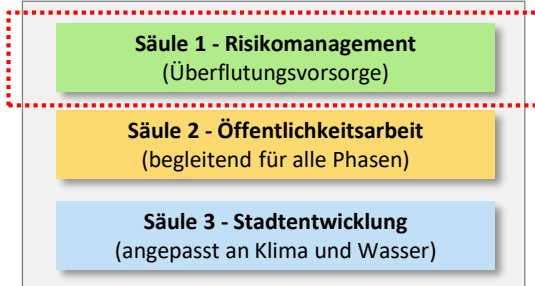 Säule 1 - Risikomanagement
(Überflutungsvorsorge)
Säule 2 - Öffentlichkeitsarbeit
(begleitend für alle Phasen)
Säule 3 - Stadtentwicklung
(angepasst an Klima und Wasser)